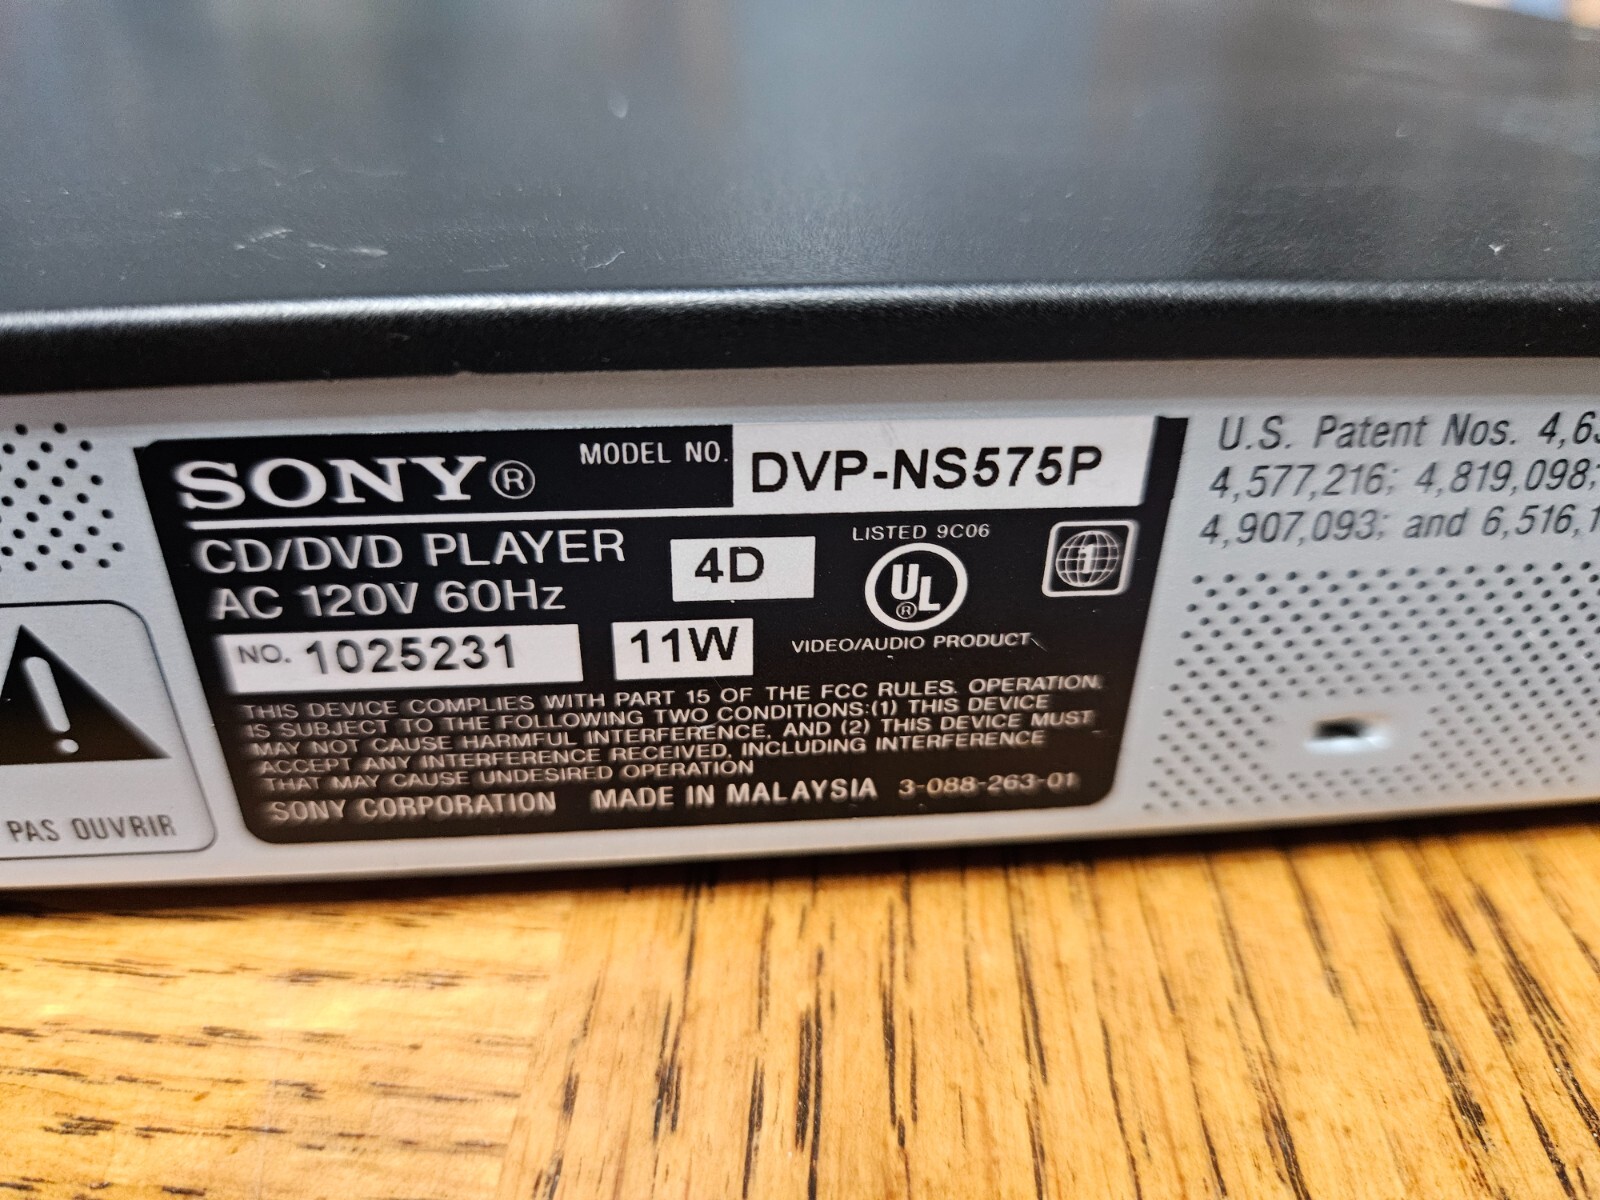 SONY® MODEL NO. DVP-NS575P
CD/DVD PLAYER
AC 120V 60Hz
4D
LISTED 9C06
UL®
1
NO. 1025231
11W
VIDEO/AUDIO PRODUCT
THIS DEVICE COMPLIES WITH PART 15 OF THE FCC RULES. OPERATION
IS SUBJECT TO THE FOLLOWING TWO CONDITIONS:(1) THIS DEVICE
MAY NOT CAUSE HARMFUL INTERFERENCE, AND (2) THIS DEVICE MUST
ACCEPT ANY INTERFERENCE RECEIVED, INCLUDING INTERFERENCE
THAT MAY CAUSE UNDESIRED OPERATION
SONY CORPORATION MADE IN MALAYSIA 3-088-263-01
PAS OUVRIR
U.S. Patent Nos. 4,63
4,577,216; 4,819,098;
4,907,093; and 6,516,1